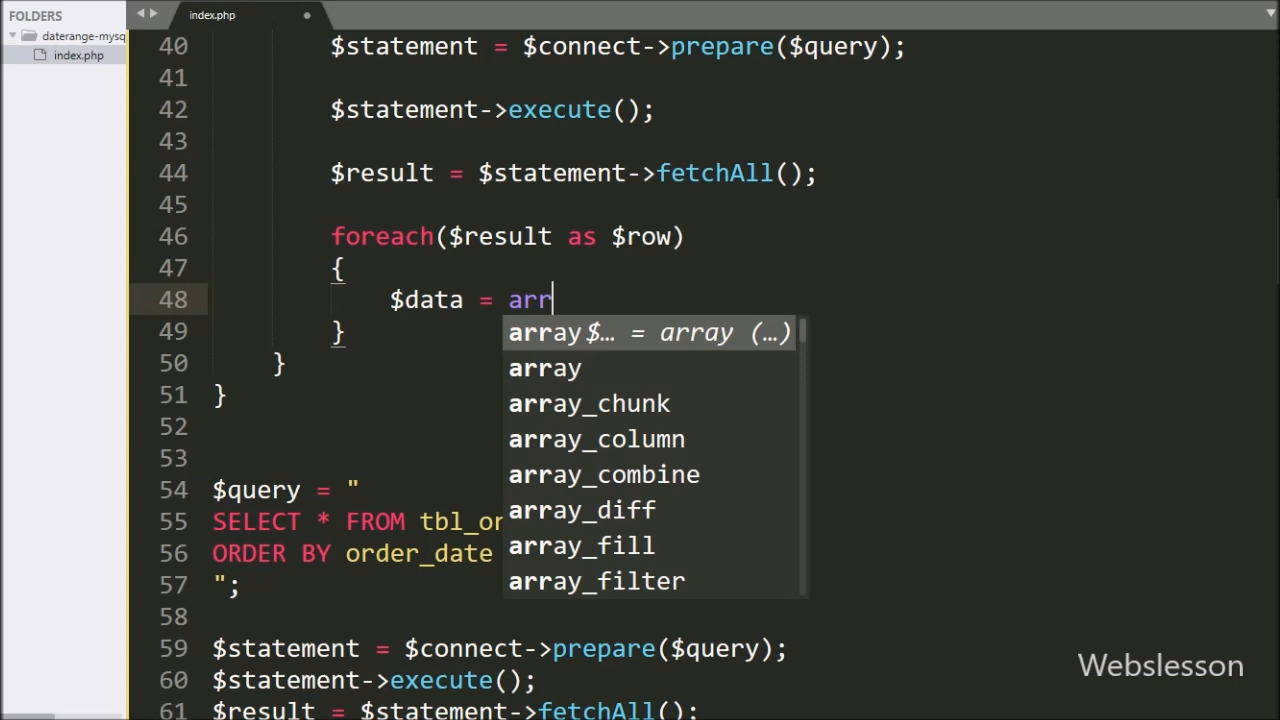 FOLDERS
daterange-mysq
index.php
index.php
40 $statement = $connect->prepare($query);
41
42 $statement->execute();
43
44 $result = $statement->fetchAll();
45
46 foreach($result as $row)
47 {
48 $data = arr
49 }
50 }
51 }
52
53
54 $query = "
55 SELECT * FROM tbl_or
56 ORDER BY order_date
57 ";
58
59 $statement = $connect->prepare($query);
60 $statement->execute();
61 $result = $statement->fetchAll();
array$… = array (…)
array
array_chunk
array_column
array_combine
array_diff
array_fill
array_filter
Webslesson